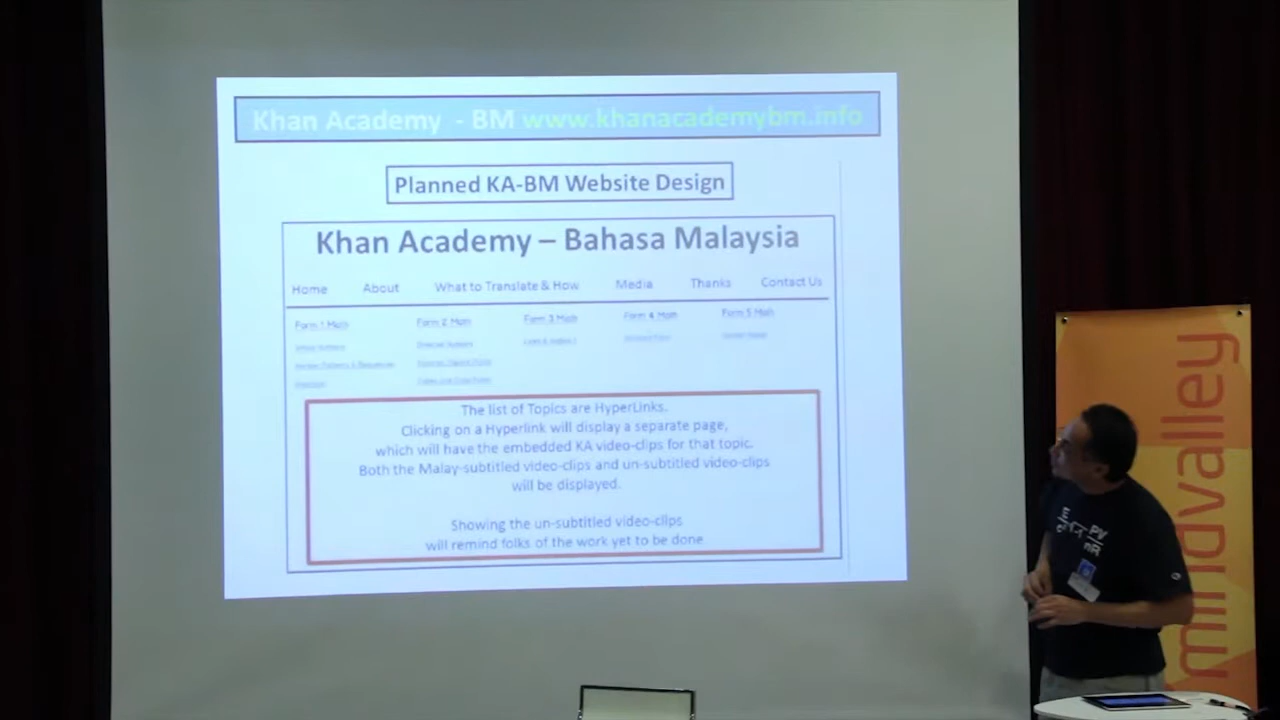 Khan Academy - BM www.khanacademybm.info
Planned KA-BM Website Design
Khan Academy – Bahasa Malaysia
Home About What to Translate & How Media Thanks Contact Us
Form 1 Math Form 2 Math Form 3 Math Form 4 Math Form 5 Math
The list of Topics are HyperLinks.
Clicking on a Hyperlink will display a separate page,
which will have the embedded KA video-clips for that topic.
Both the Malay-subtitled video-clips and un-subtitled video-clips
will be displayed.
Showing the un-subtitled video-clips
will remind folks of the work yet to be done
mindvalley